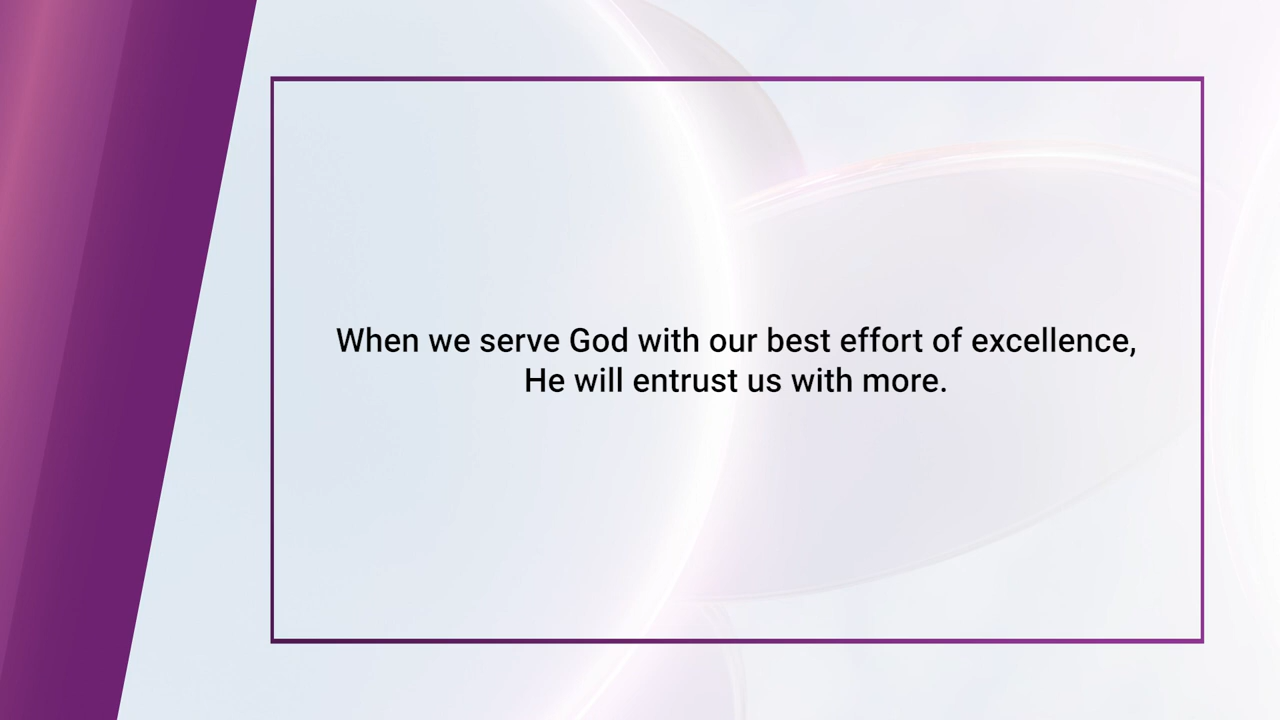 When we serve God with our best effort of excellence,
He will entrust us with more.